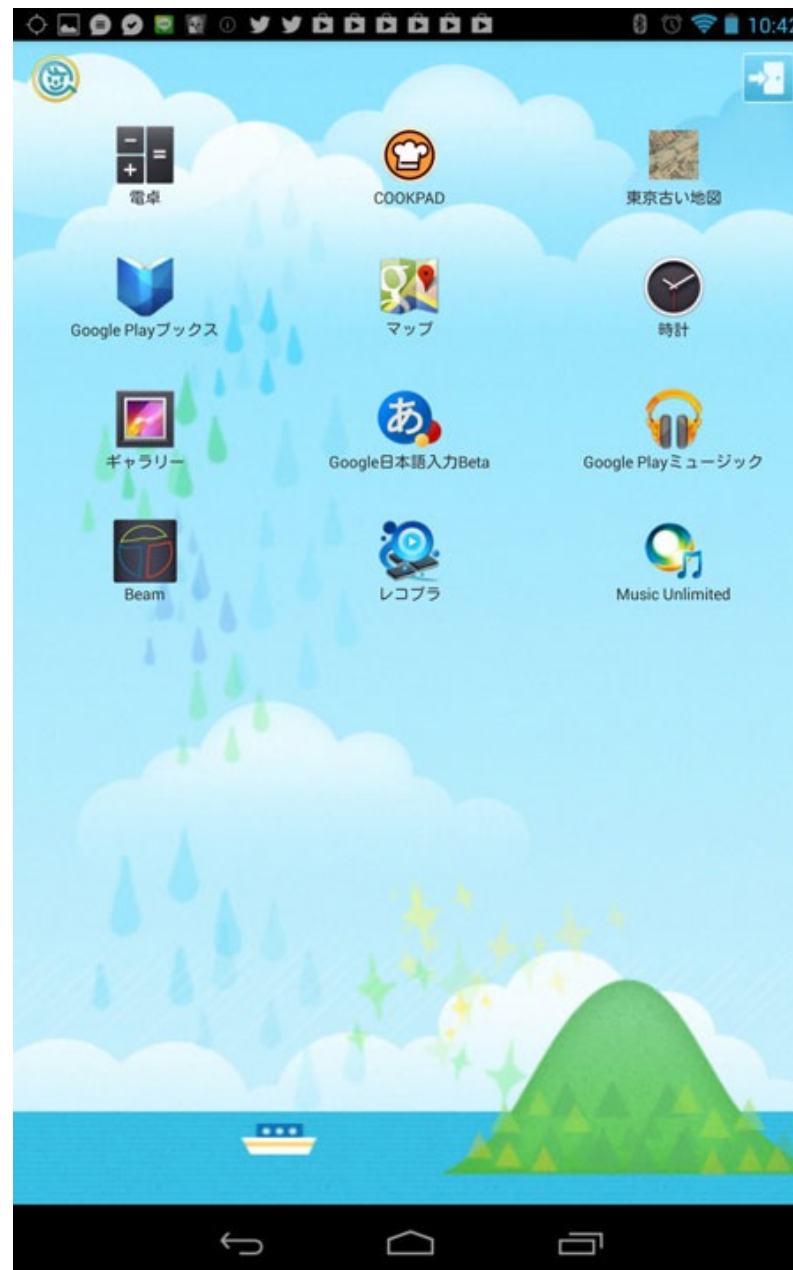 10:42
電卓
COOKPAD
東京古い地図
Google Playブックス
マップ
時計
ギャラリー
あ
Google日本語入力Beta
Google Playミュージック
Beam
レコプラ
Music Unlimited